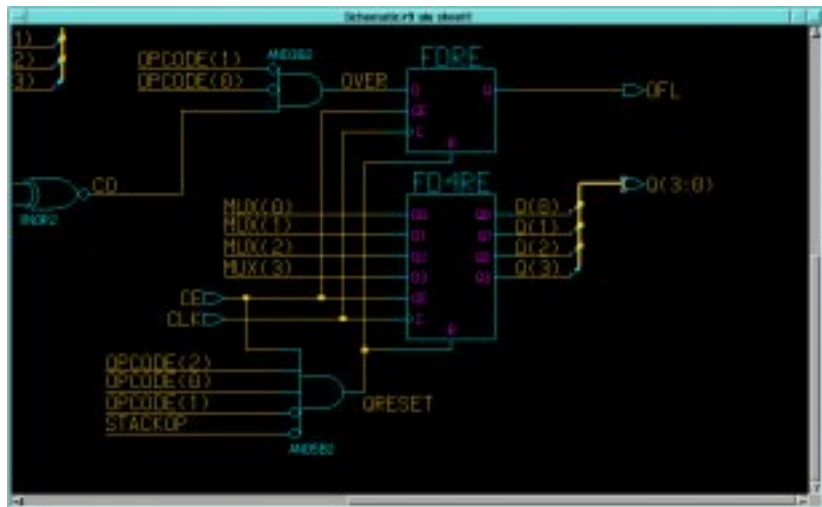 1)
2)
3)
OPCODE(1)
OPCODE(0)
AND3B2
OVER
FDRE
D
Q
CE
C
R
OFL
CO
XNOR2
MUX(0)
MUX(1)
MUX(2)
MUX(3)
FD4RE
D0
D1
D2
D3
CE
C
R
Q0
Q1
Q2
Q3
Q(0)
Q(1)
Q(2)
Q(3)
Q(3:0)
CE
CLK
OPCODE(2)
OPCODE(0)
OPCODE(1)
STACKOP
AND5B2
QRESET